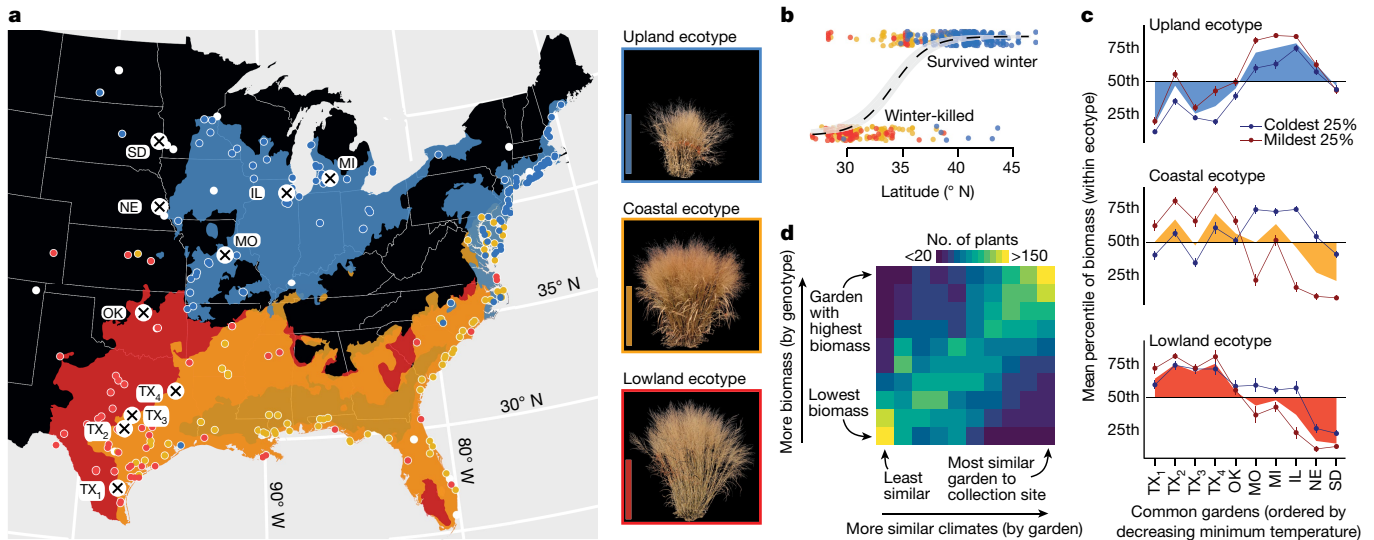 a
SD
NE
IL
MI
MO
OK
TX4
TX3
TX2
TX1
35° N
30° N
80° W
90° W
Upland ecotype
Coastal ecotype
Lowland ecotype
b
Survived winter
Winter-killed
30 35 40 45
Latitude (° N)
d
No. of plants
<20 >150
More biomass (by genotype)
Garden
with
highest
biomass
Lowest
biomass
Least
similar
Most similar
garden to
collection site
More similar climates (by garden)
c
Mean percentile of biomass (within ecotype)
Upland ecotype
75th
50th
25th
Coldest 25%
Mildest 25%
Coastal ecotype
75th
50th
25th
Lowland ecotype
75th
50th
25th
TX1 TX2 TX3 TX4 OK MO MI IL NE SD
Common gardens (ordered by
decreasing minimum temperature)